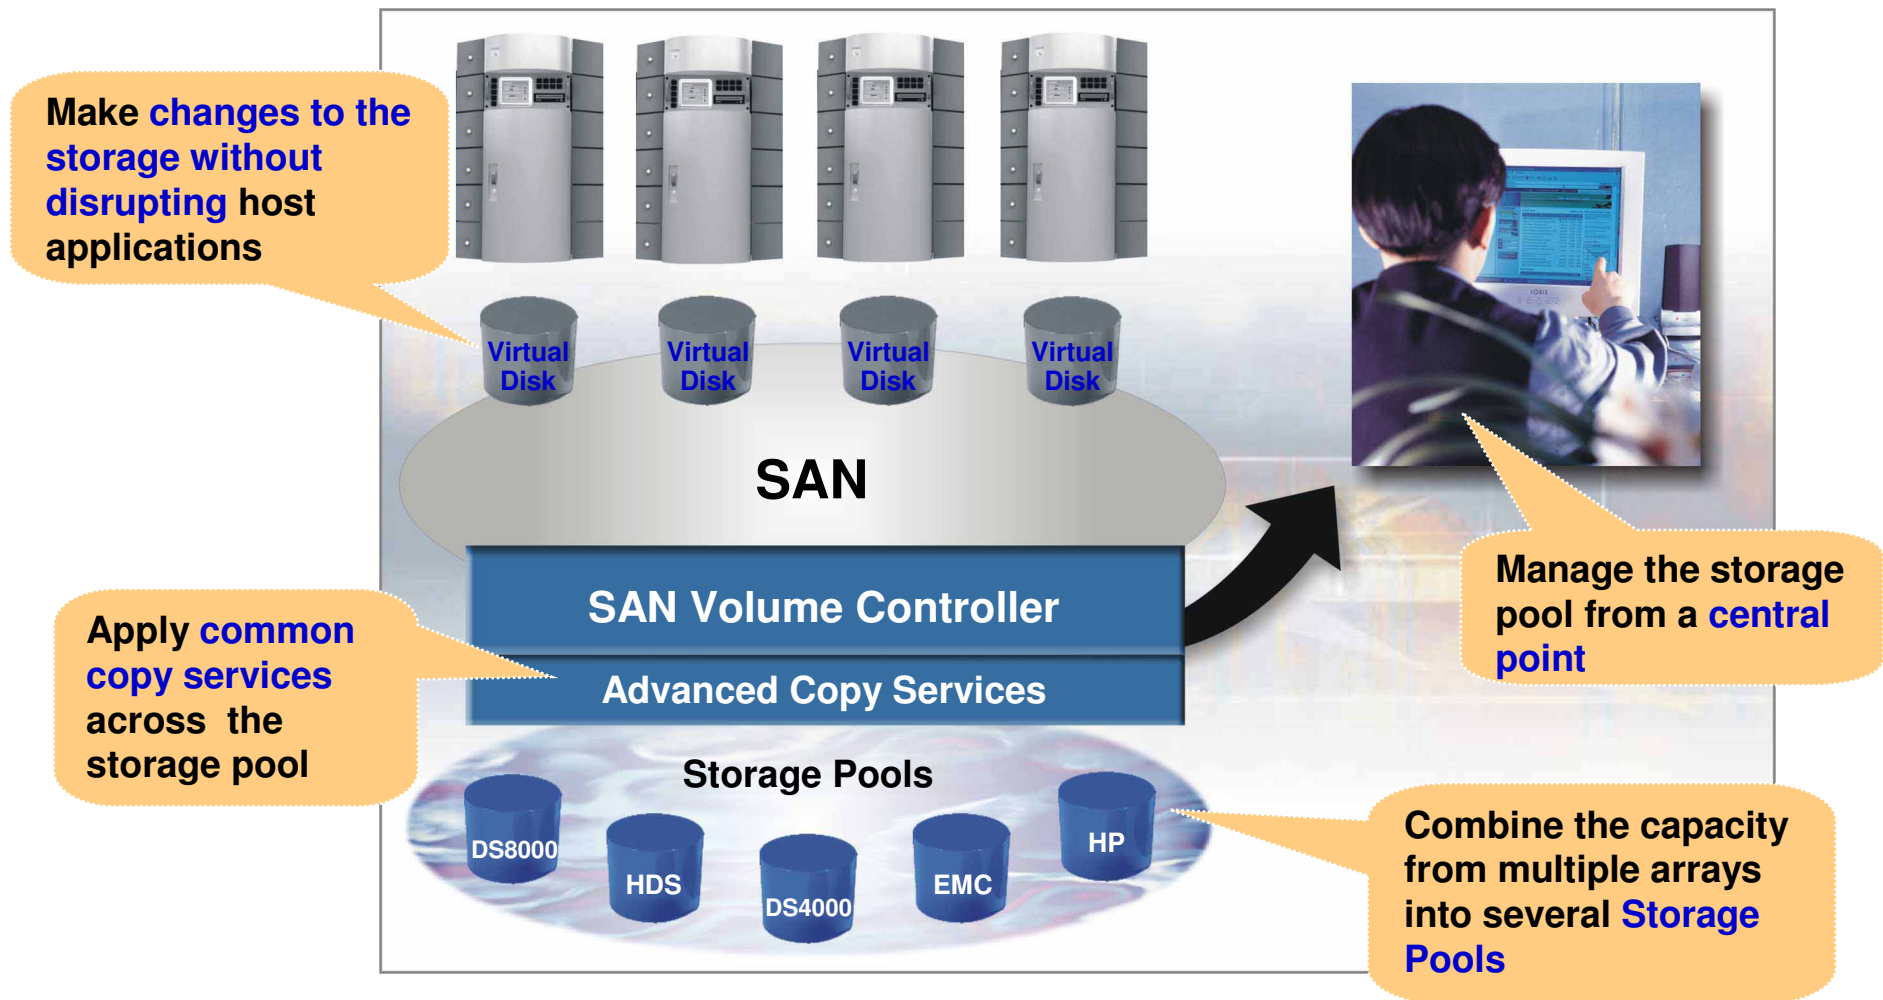 Make changes to the
storage without
disrupting host
applications
Virtual
Disk
Virtual
Disk
Virtual
Disk
Virtual
Disk
SAN
SAN Volume Controller
Advanced Copy Services
Apply common
copy services
across the
storage pool
Manage the storage
pool from a central
point
Storage Pools
DS8000
HDS
DS4000
EMC
HP
Combine the capacity
from multiple arrays
into several Storage
Pools